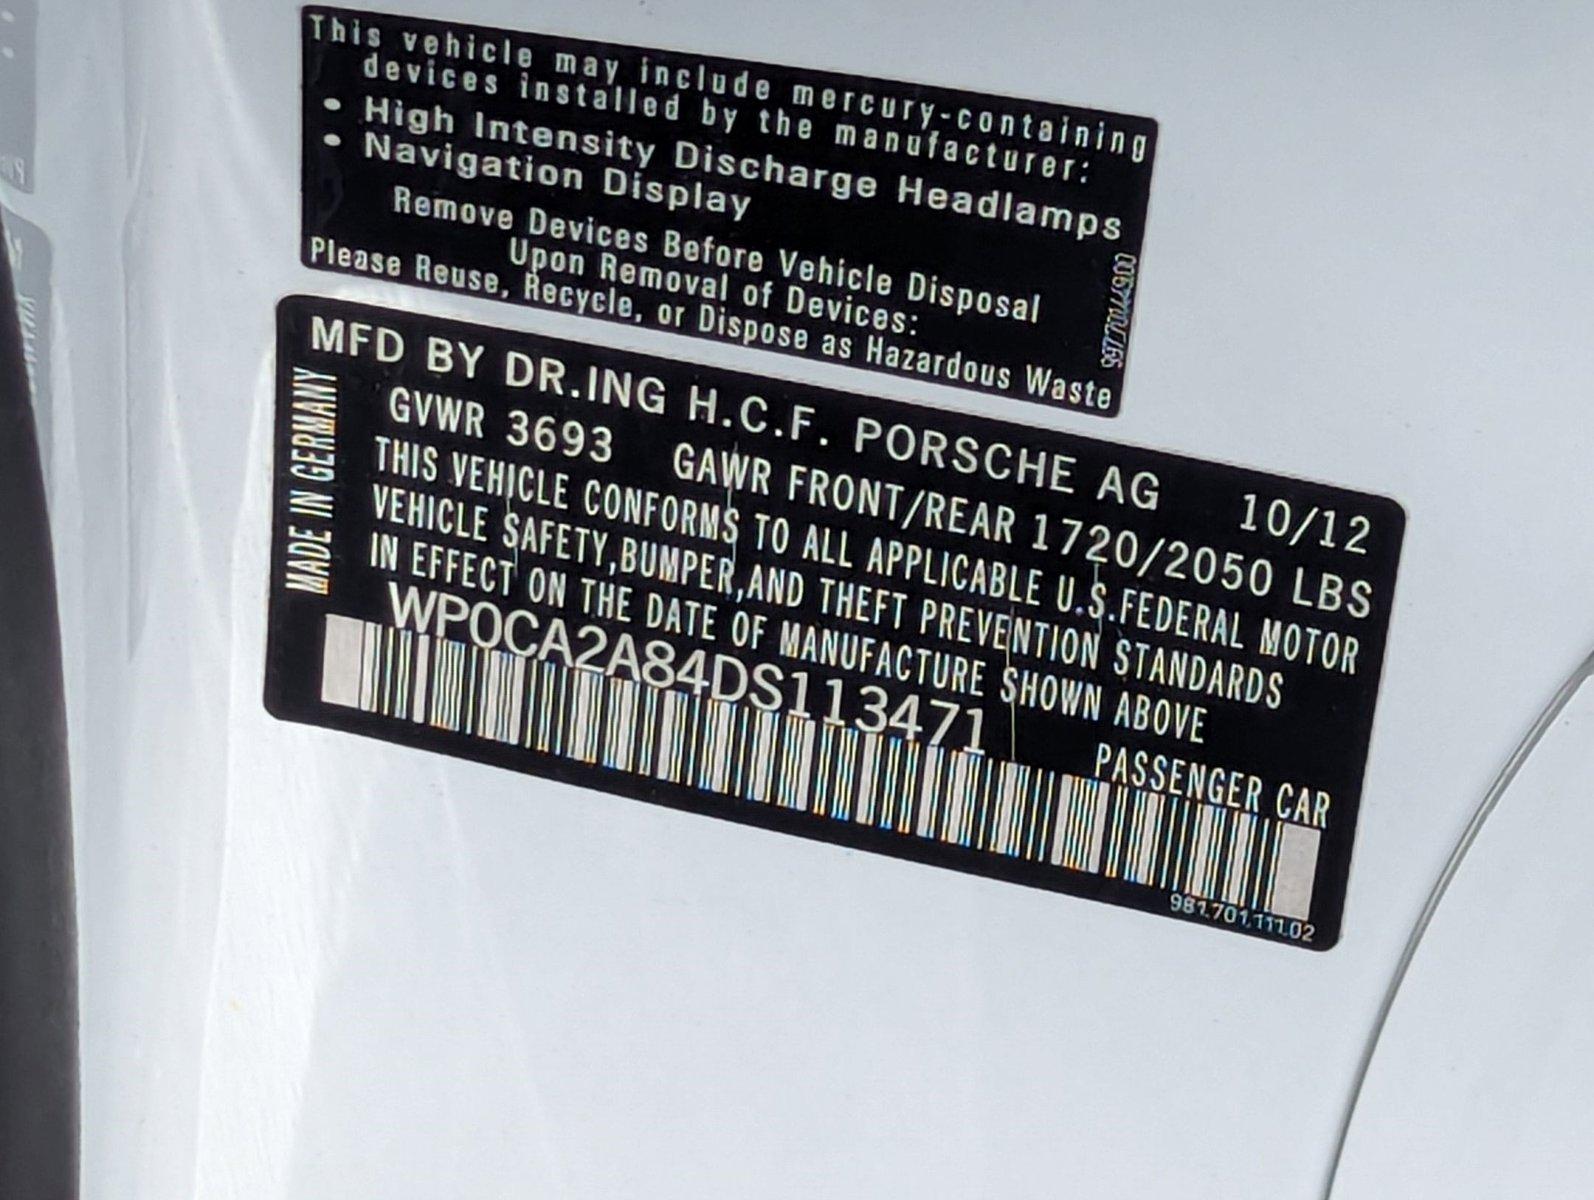 This vehicle may include mercury-containing
devices installed by the manufacturer:
• High Intensity Discharge Headlamps
• Navigation Display
Remove Devices Before Vehicle Disposal
Upon Removal of Devices:
Please Reuse, Recycle, or Dispose as Hazardous Waste
MFD BY DR.ING H.C.F. PORSCHE AG 10/12
GVWR 3693 GAWR FRONT/REAR 1720/2050 LBS
THIS VEHICLE CONFORMS TO ALL APPLICABLE U.S.FEDERAL MOTOR
VEHICLE SAFETY,BUMPER,AND THEFT PREVENTION STANDARDS
IN EFFECT ON THE DATE OF MANUFACTURE SHOWN ABOVE
WP0CA2A84DS113471
PASSENGER CAR
MADE IN GERMANY
981.701.111.02